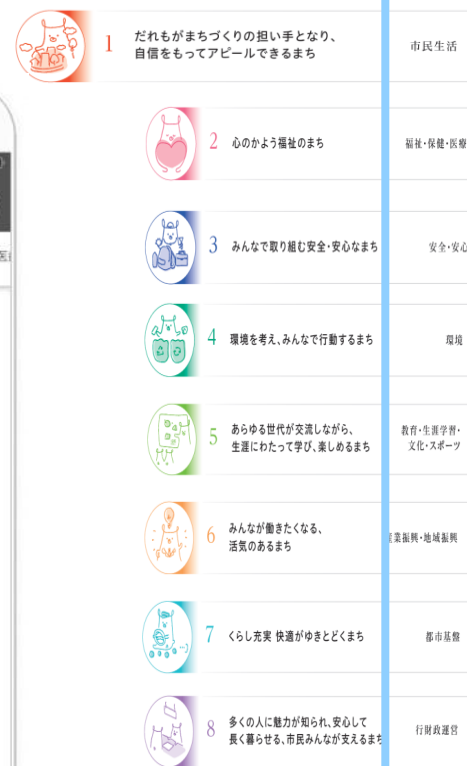 1
だれもがまちづくりの担い手となり、
自信をもってアピールできるまち
市民生活
2
心のかよう福祉のまち
福祉・保健・医療
3
みんなで取り組む安全・安心なまち
安全・安心
4
環境を考え、みんなで行動するまち
環境
5
あらゆる世代が交流しながら、
生涯にわたって学び、楽しめるまち
教育・生涯学習・
文化・スポーツ
6
みんなが働きたくなる、
活気のあるまち
業振興・地域振興
7
くらし充実 快適がゆきとどくまち
都市基盤
8
多くの人に魅力が知られ、安心して
長く暮らせる、市民みんなが支えるまち
行財政運営